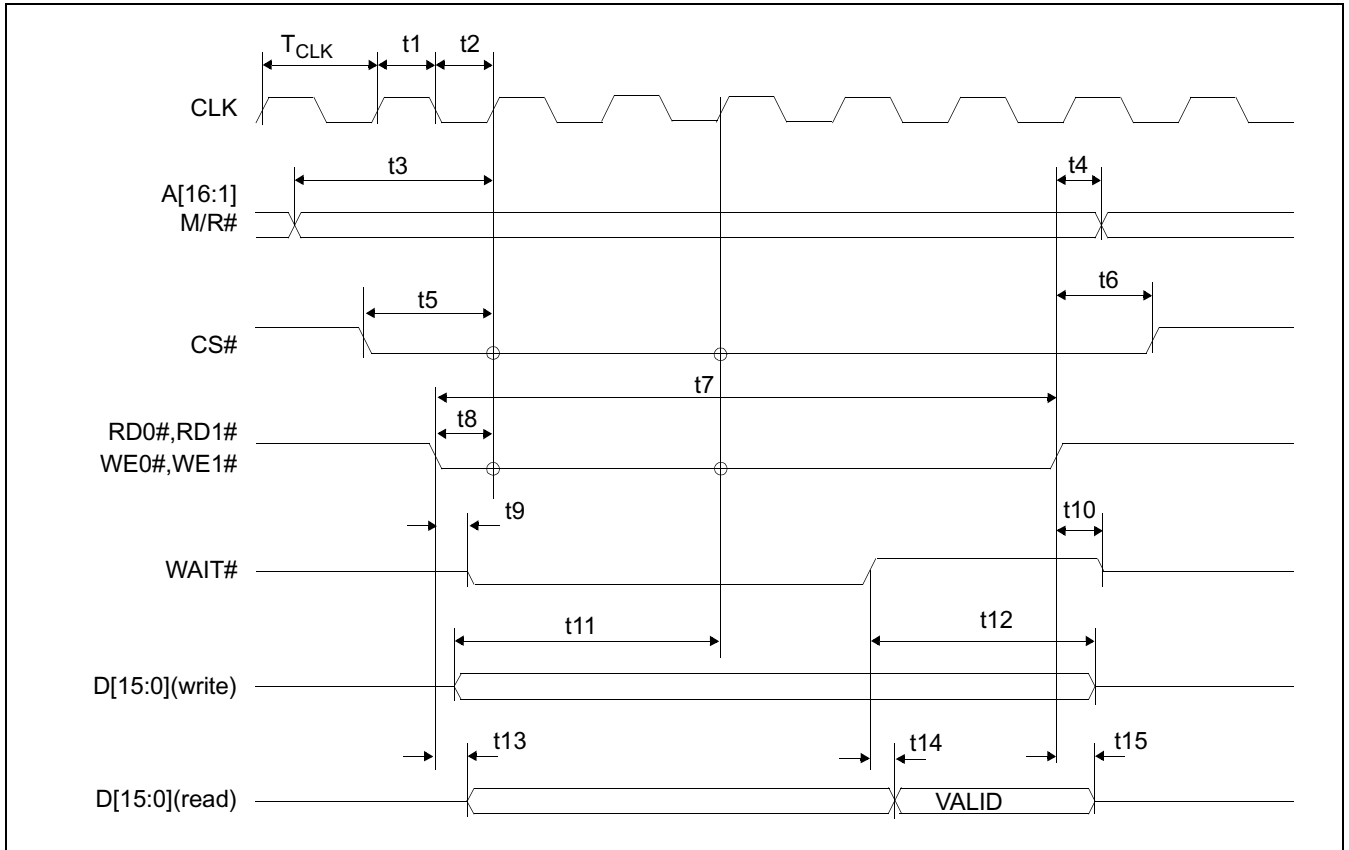 TCLK t1 t2
CLK
t3 t4
A[16:1]
M/R#
t5 t6
CS#
t7
RD0#,RD1# t8
WE0#,WE1#
t9 t10
WAIT#
t11 t12
D[15:0](write)
t13 t14 t15
D[15:0](read) VALID